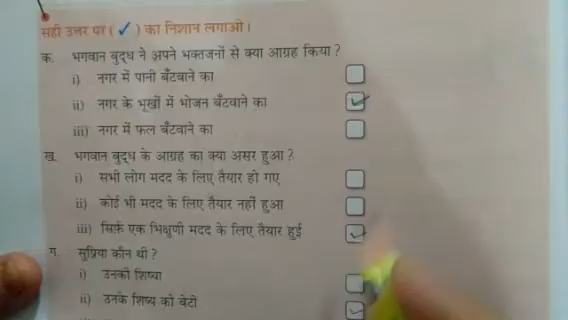 सही उत्तर पर ( ✓ ) का निशान लगाओ।
क. भगवान बुद्ध ने अपने भक्तजनों से क्या आग्रह किया ?
i) नगर में पानी बँटवाने का
ii) नगर के भूखों में भोजन बँटवाने का
iii) नगर में फल बँटवाने का
ख. भगवान बुद्ध के आग्रह का क्या असर हुआ ?
i) सभी लोग मदद के लिए तैयार हो गए
ii) कोई भी मदद के लिए तैयार नहीं हुआ
iii) सिर्फ़ एक भिक्षुणी मदद के लिए तैयार हुई
ग. सुप्रिया कौन थी ?
i) उनकी शिष्या
ii) उनके शिष्य की बेटी